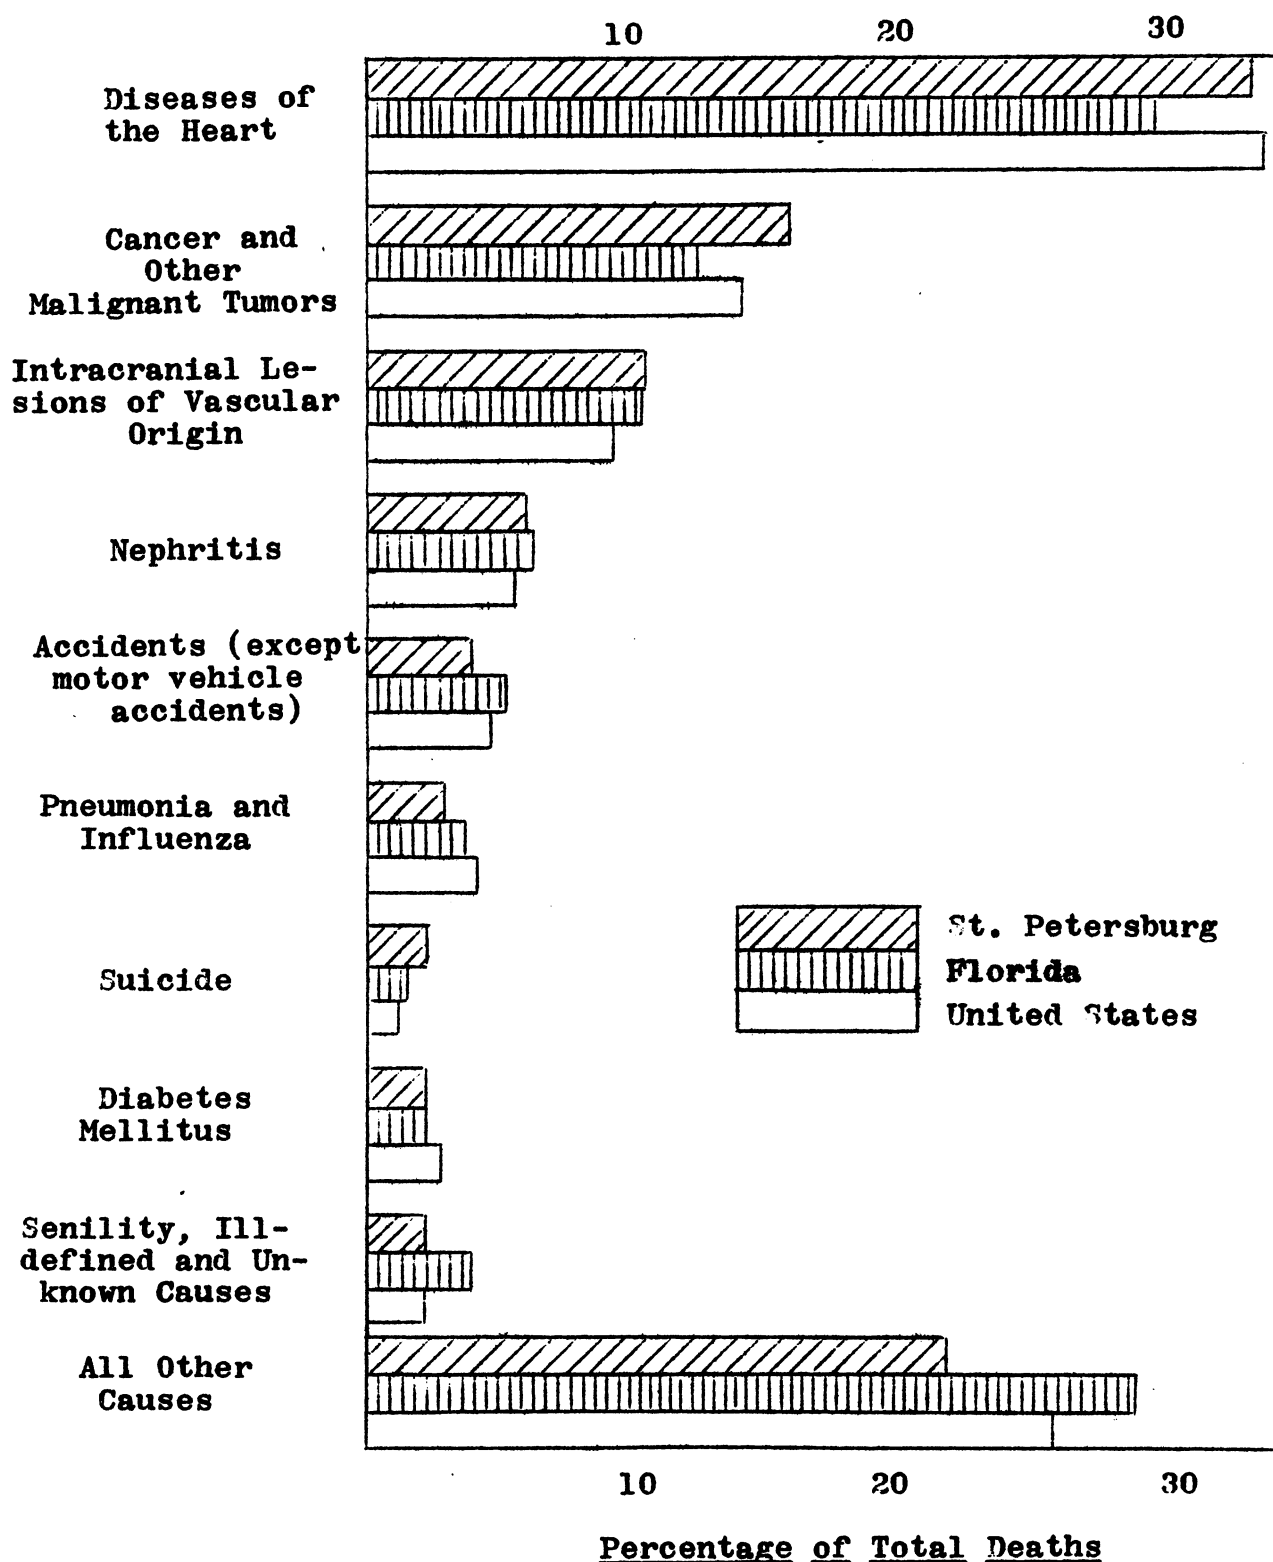 10 20 30
Diseases of
the Heart
Cancer and
Other
Malignant Tumors
Intracranial Le-
sions of Vascular
Origin
Nephritis
Accidents (except
motor vehicle
accidents)
Pneumonia and
Influenza
Suicide
St. Petersburg
Florida
United States
Diabetes
Mellitus
Senility, Ill-
defined and Un-
known Causes
All Other
Causes
10 20 30
Percentage of Total Deaths